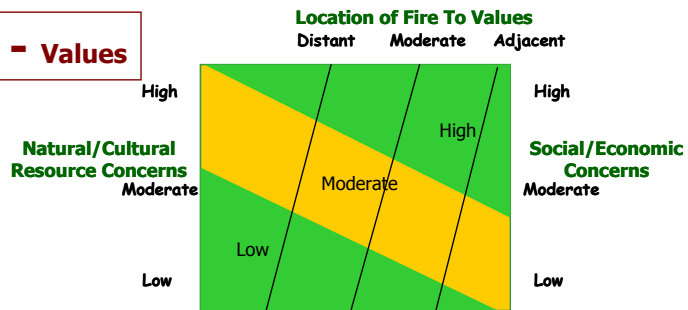 Location of Fire To Values
Distant Moderate Adjacent
- Values
High High
High
Natural/Cultural
Resource Concerns
Social/Economic
Concerns
Moderate Moderate Moderate
Low
Low Low